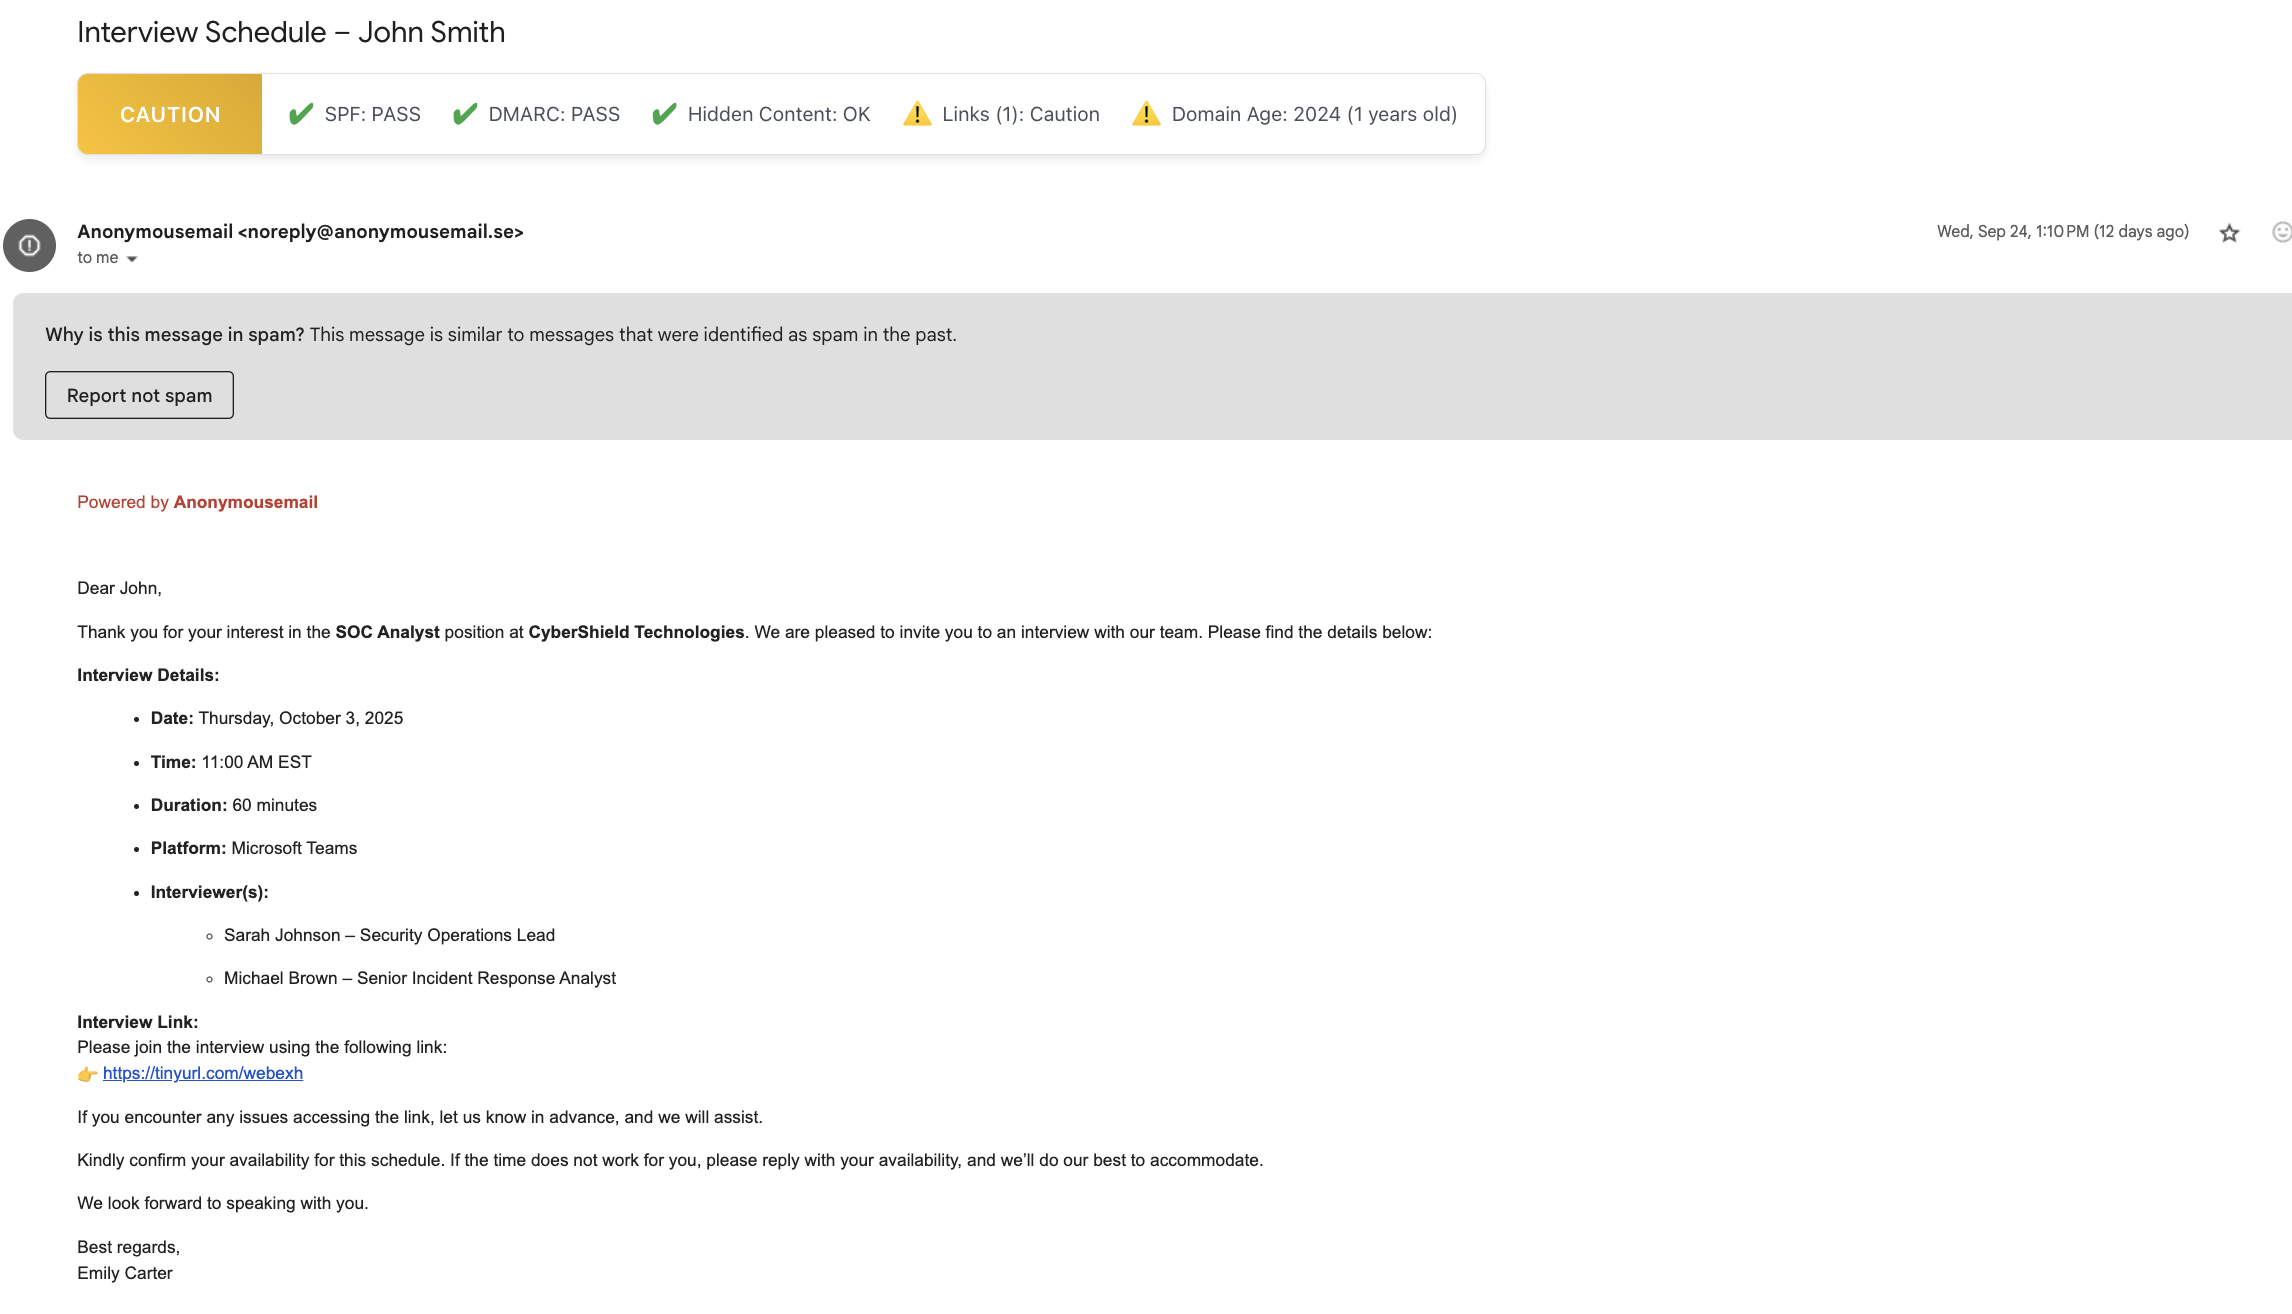 Interview Schedule – John Smith
CAUTION ✔ SPF: PASS ✔ DMARC: PASS ✔ Hidden Content: OK ⚠️ Links (1): Caution ⚠️ Domain Age: 2024 (1 years old)
Anonymousemail <noreply@anonymousemail.se> Wed, Sep 24, 1:10 PM (12 days ago)
to me
Why is this message in spam? This message is similar to messages that were identified as spam in the past.
Report not spam
Powered by Anonymousemail
Dear John,
Thank you for your interest in the SOC Analyst position at CyberShield Technologies. We are pleased to invite you to an interview with our team. Please find the details below:
Interview Details:
• Date: Thursday, October 3, 2025
• Time: 11:00 AM EST
• Duration: 60 minutes
• Platform: Microsoft Teams
• Interviewer(s):
◦ Sarah Johnson – Security Operations Lead
◦ Michael Brown – Senior Incident Response Analyst
Interview Link:
Please join the interview using the following link:
👉 https://tinyurl.com/webexh
If you encounter any issues accessing the link, let us know in advance, and we will assist.
Kindly confirm your availability for this schedule. If the time does not work for you, please reply with your availability, and we’ll do our best to accommodate.
We look forward to speaking with you.
Best regards,
Emily Carter